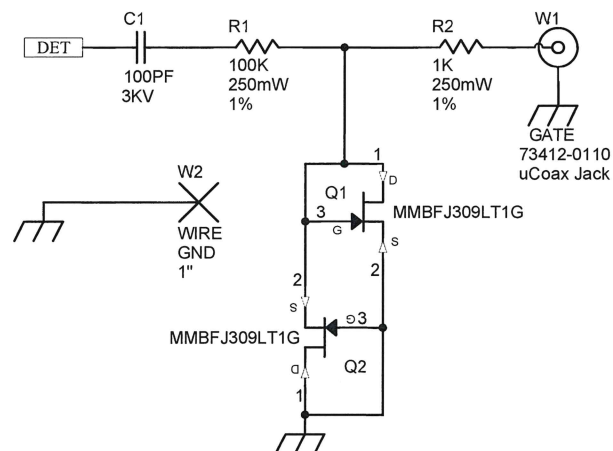 DET
C1
100PF
3KV
R1
100K
250mW
1%
R2
1K
250mW
1%
W1
GATE
73412-0110
uCoax Jack
W2
WIRE
GND
1"
1
D
Q1
3
G
MMBFJ309LT1G
S
2
2
S
G
3
MMBFJ309LT1G
D
Q2
1